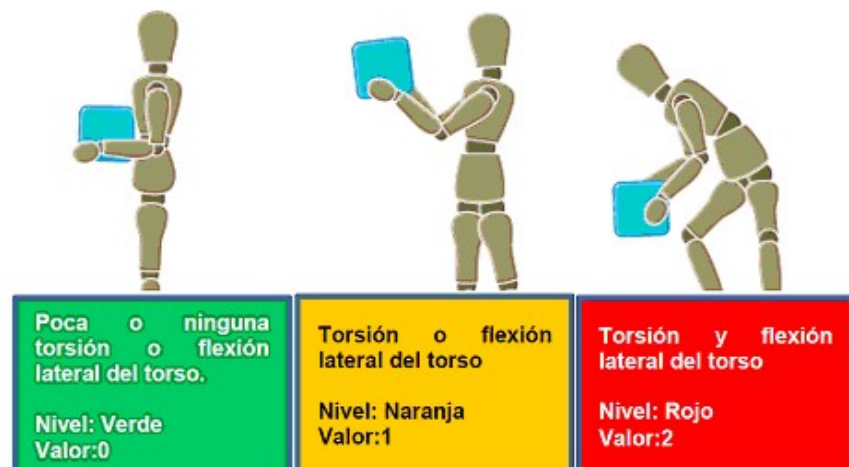 Poca o ninguna
torsión o flexión
lateral del torso.
Nivel: Verde
Valor:0
Torsión o flexión
lateral del torso
Nivel: Naranja
Valor:1
Torsión y flexión
lateral del torso
Nivel: Rojo
Valor:2